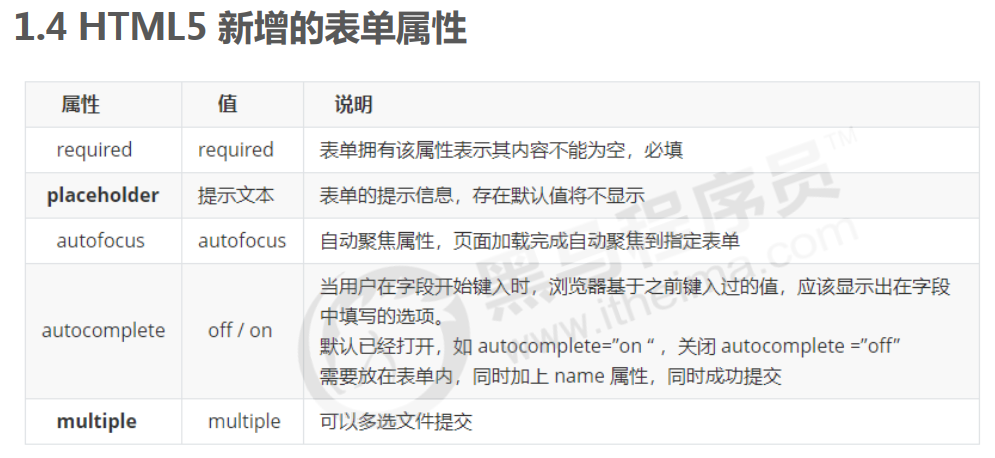 1.4 HTML5 新增的表单属性
属性 值 说明
required required 表单拥有该属性表示其内容不能为空，必填
placeholder 提示文本 表单的提示信息，存在默认值将不显示
autofocus autofocus 自动聚焦属性，页面加载完成自动聚焦到指定表单
autocomplete off / on 当用户在字段开始键入时，浏览器基于之前键入过的值，应该显示出在字段
中填写的选项。
默认已经打开，如 autocomplete=”on “ ，关闭 autocomplete =”off”
需要放在表单内，同时加上 name 属性，同时成功提交
multiple multiple 可以多选文件提交
黑马程序员™
www.itheima.com